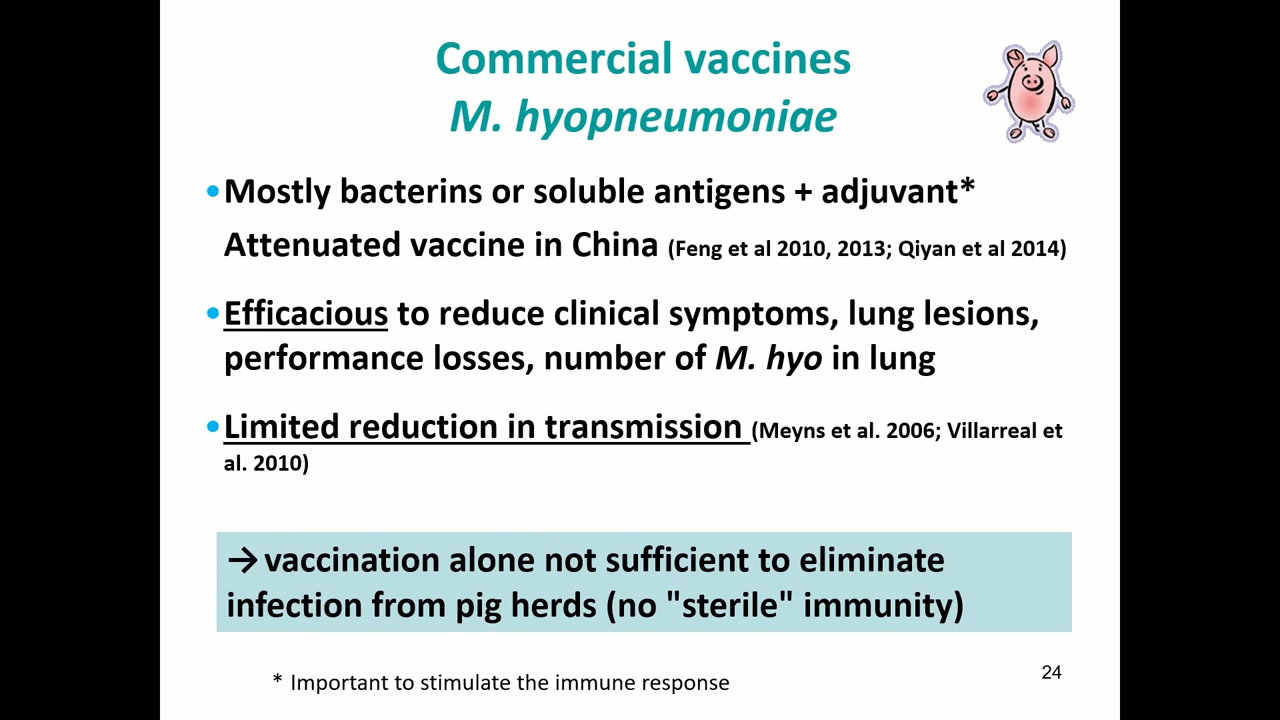 Commercial vaccines
M. hyopneumoniae
•Mostly bacterins or soluble antigens + adjuvant*
Attenuated vaccine in China (Feng et al 2010, 2013; Qiyan et al 2014)
•Efficacious to reduce clinical symptoms, lung lesions,
performance losses, number of M. hyo in lung
•Limited reduction in transmission (Meyns et al. 2006; Villarreal et
al. 2010)
→vaccination alone not sufficient to eliminate
infection from pig herds (no "sterile" immunity)
* Important to stimulate the immune response
24